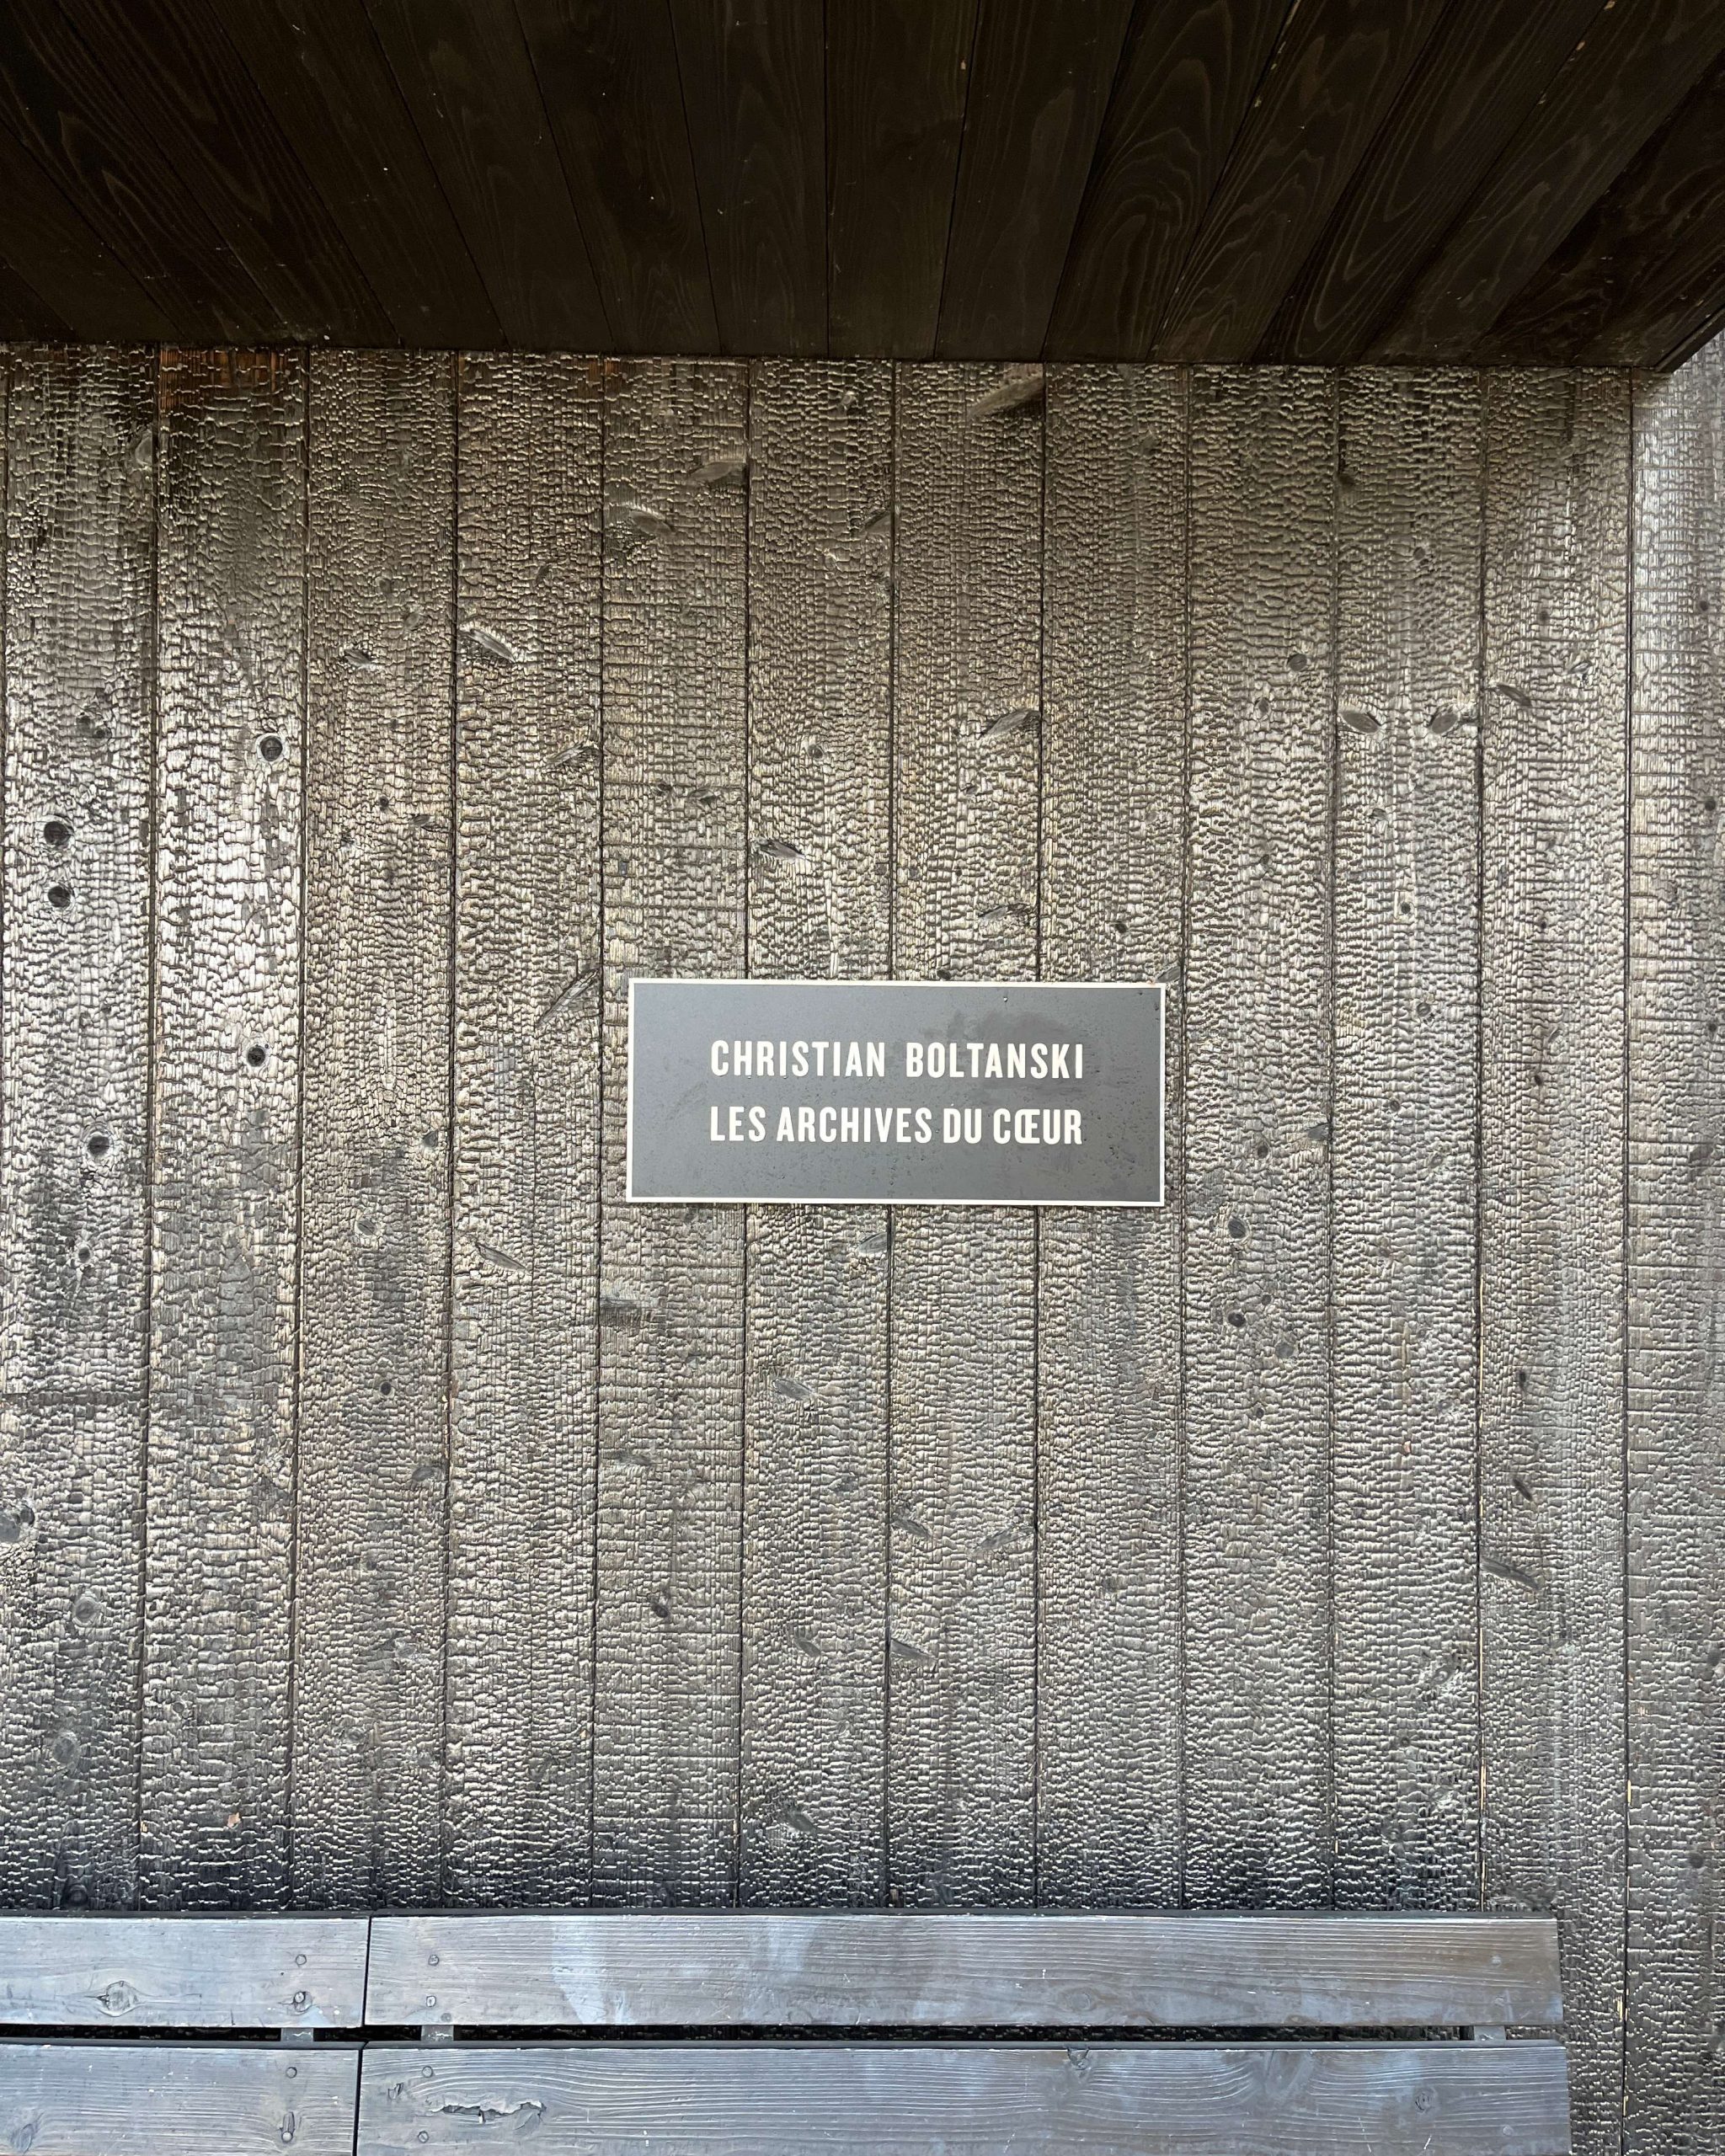 CHRISTIAN BOLTANSKI
LES ARCHIVES DU CŒUR